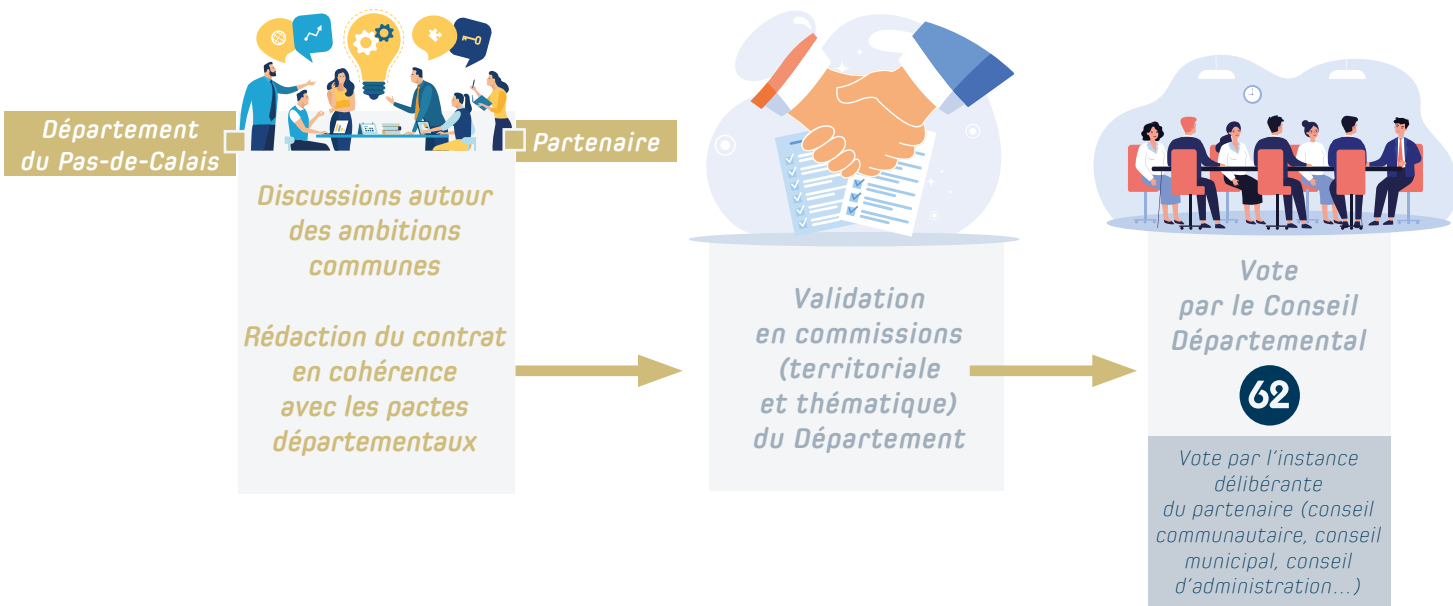 Département
du Pas-de-Calais
Partenaire
Discussions autour
des ambitions
communes
Rédaction du contrat
en cohérence
avec les pactes
départementaux
Validation
en commissions
(territoriale
et thématique)
du Département
Vote
par le Conseil
Départemental
62
Vote par l'instance
délibérante
du partenaire (conseil
communautaire, conseil
municipal, conseil
d'administration...)